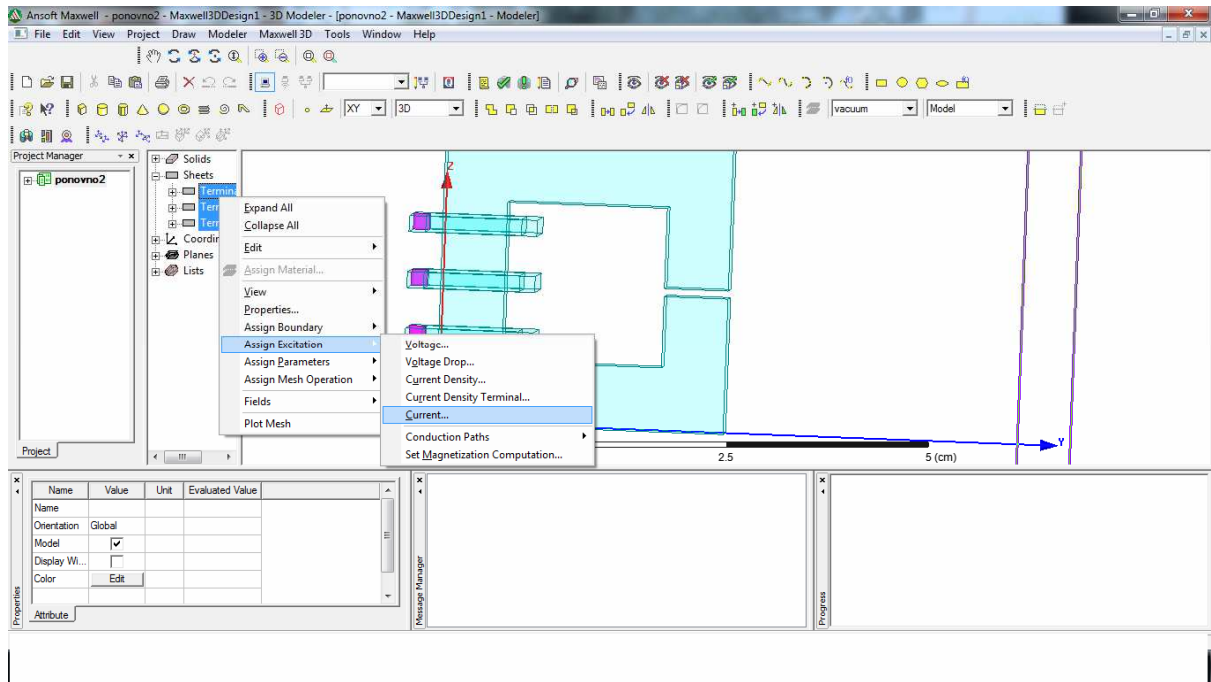 Ansoft Maxwell - ponovno2 - Maxwell3DDesign1 - 3D Modeler - [ponovno2 - Maxwell3DDesign1 - Modeler]
File Edit View Project Draw Modeler Maxwell 3D Tools Window Help
XY 3D vacuum Model
Project Manager
ponovno2
Project
Solids
Sheets
Termina
Term
Term
Coordin
Planes
Lists
Expand All
Collapse All
Edit
Assign Material...
View
Properties...
Assign Boundary
Assign Excitation
Assign Parameters
Assign Mesh Operation
Fields
Plot Mesh
Voltage...
Voltage Drop...
Current Density...
Current Density Terminal...
Current...
Conduction Paths
Set Magnetization Computation...
Z
Y
2.5 5 (cm)
Name Value Unit Evaluated Value
Name
Orientation Global
Model
Display Wi...
Color Edit
Attribute
Properties
Message Manager
Progress